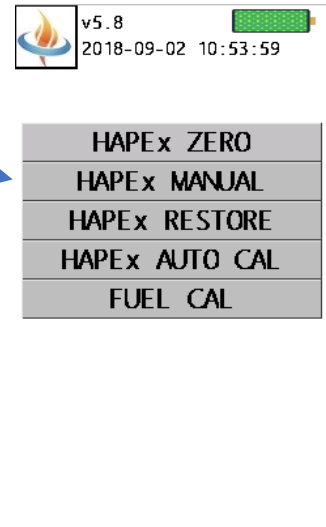 v5.8
2018-09-02 10:53:59
HAPEx ZERO
HAPEx MANUAL
HAPEx RESTORE
HAPEx AUTO CAL
FUEL CAL